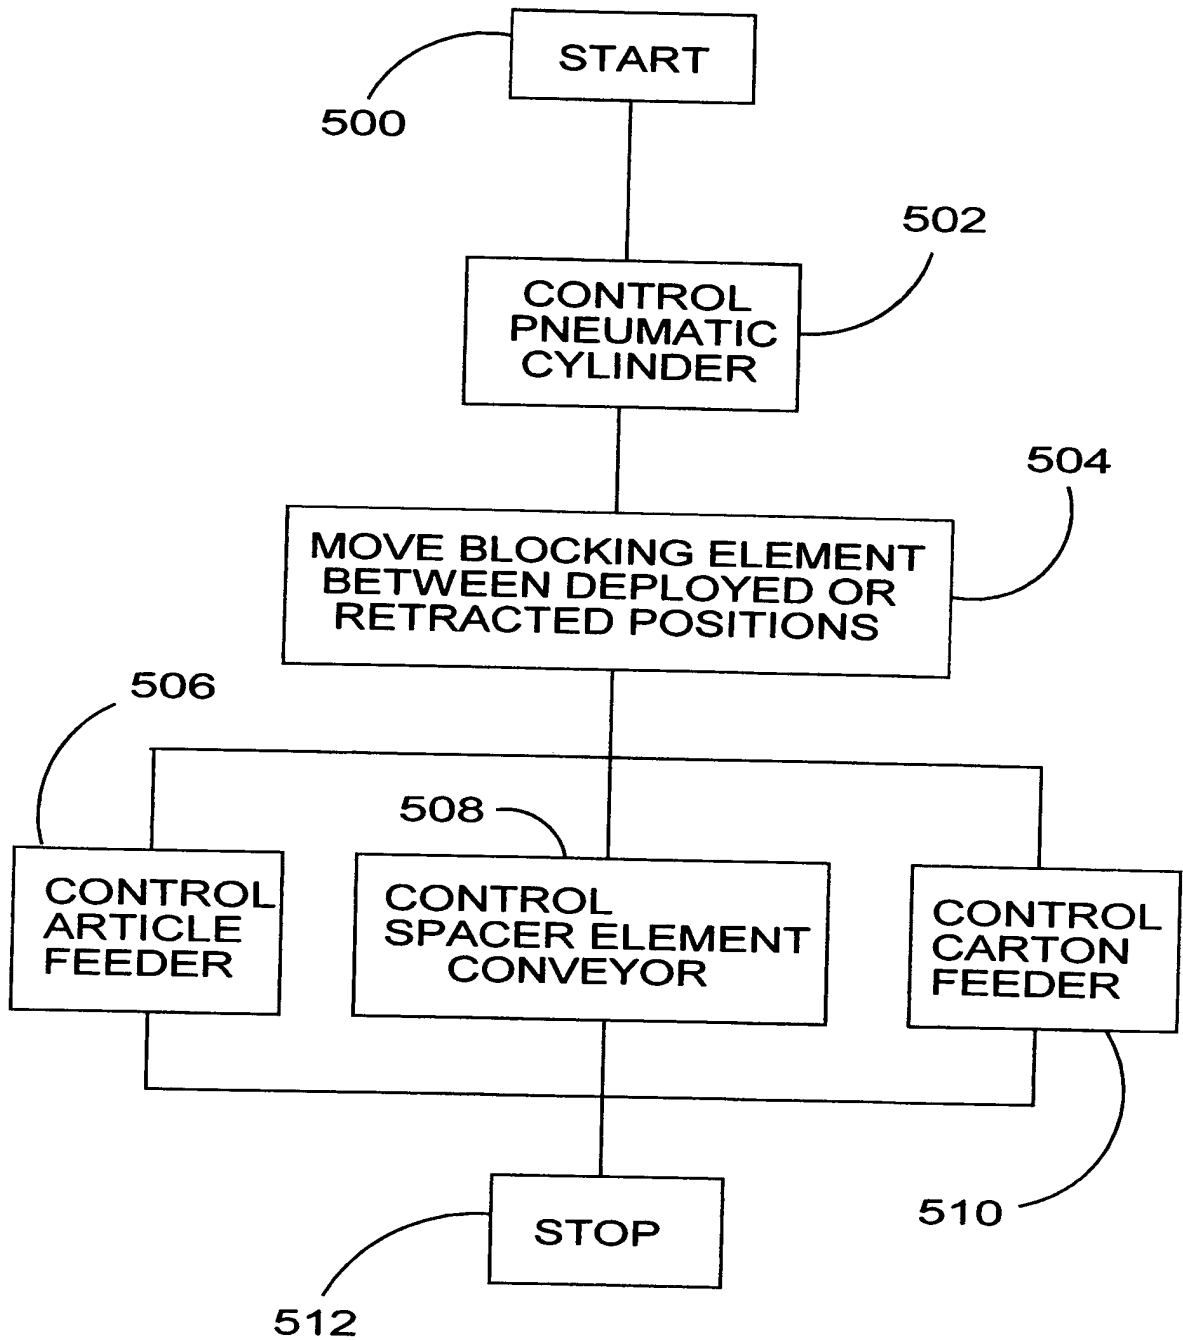 START
500
502
CONTROL
PNEUMATIC
CYLINDER
504
MOVE BLOCKING ELEMENT
BETWEEN DEPLOYED OR
RETRACTED POSITIONS
506
508
CONTROL
ARTICLE
FEEDER
CONTROL
SPACER ELEMENT
CONVEYOR
CONTROL
CARTON
FEEDER
510
STOP
512